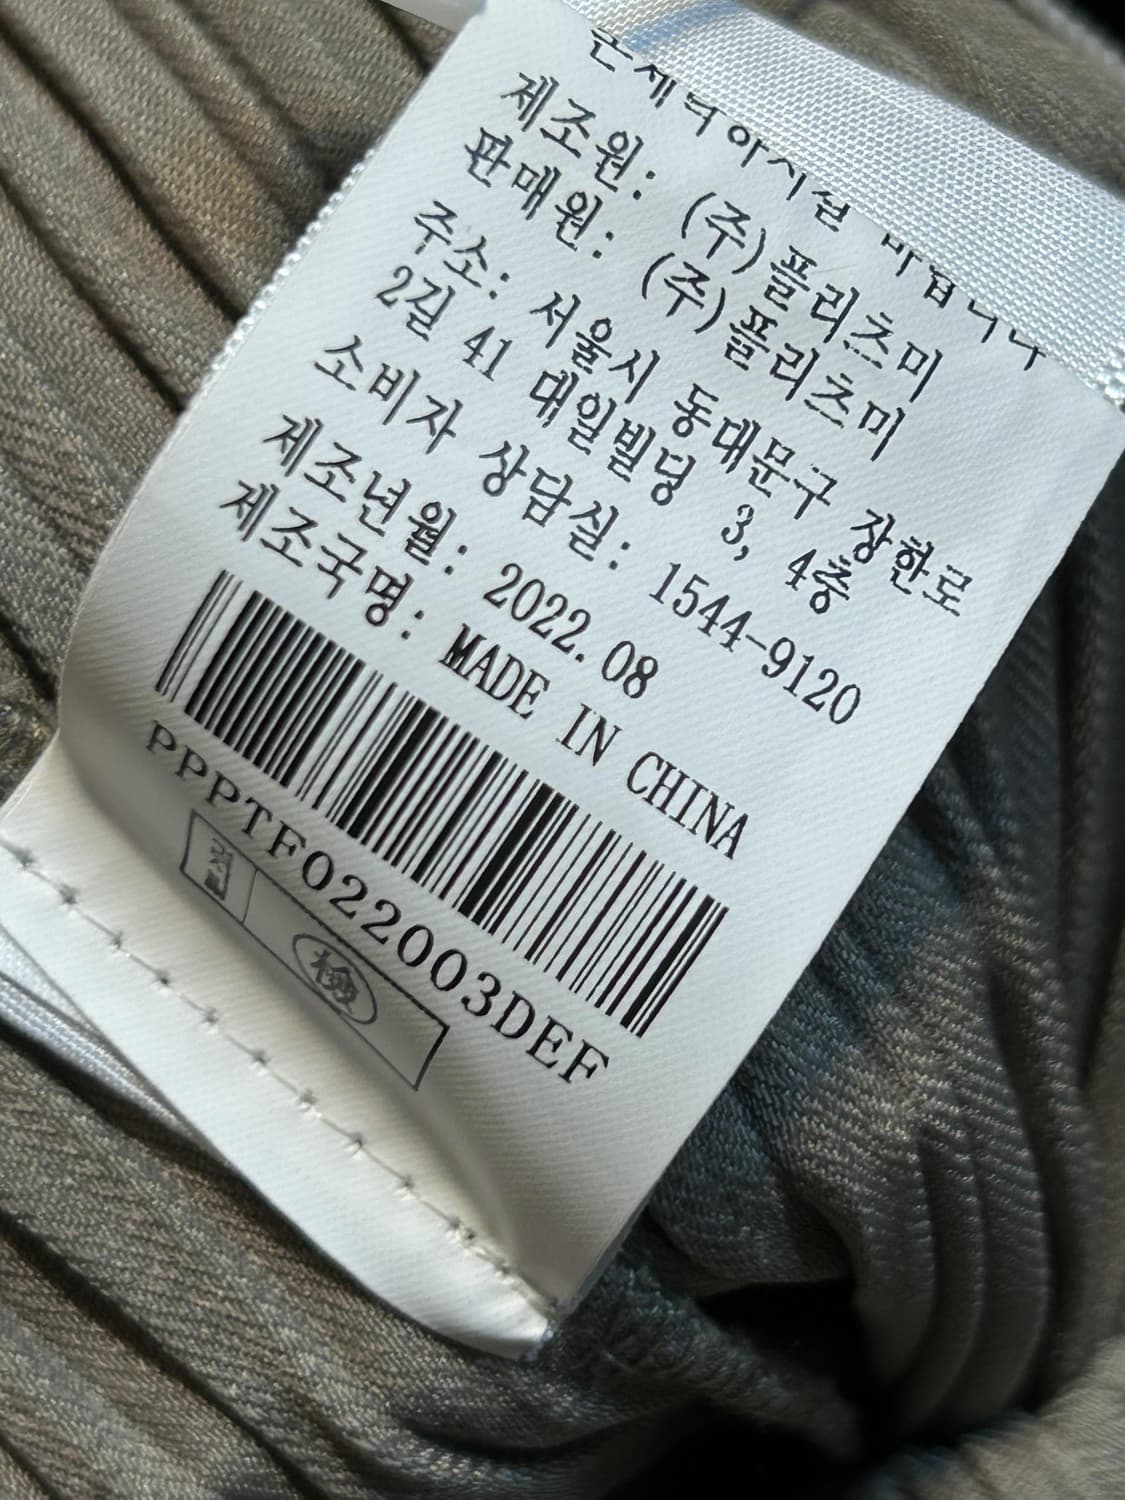 제조원: (주)플리츠미
판매원: (주)플리츠미
주소: 서울시 동대문구 장한로
2길 41 대일빌딩 3, 4층
소비자 상담실: 1544-9120
제조년월: 2022.08
제조국명: MADE IN CHINA
PPPTF022003DEF
檢